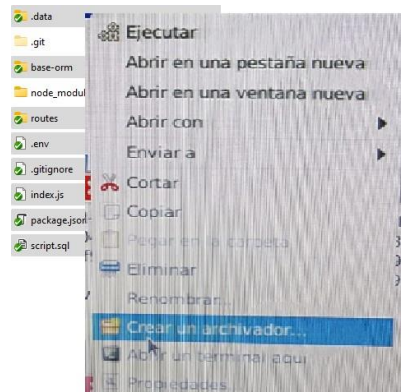 .data
.git
base-orm
node_modul
routes
.env
.gitignore
index.js
package.json
script.sql
Ejecutar
Abrir en una pestaña nueva
Abrir en una ventana nueva
Abrir con
Enviar a
Cortar
Copiar
Pegar en la carpeta
Eliminar
Renombrar...
Crear un archivador...
Abrir un terminal aquí
Propiedades...